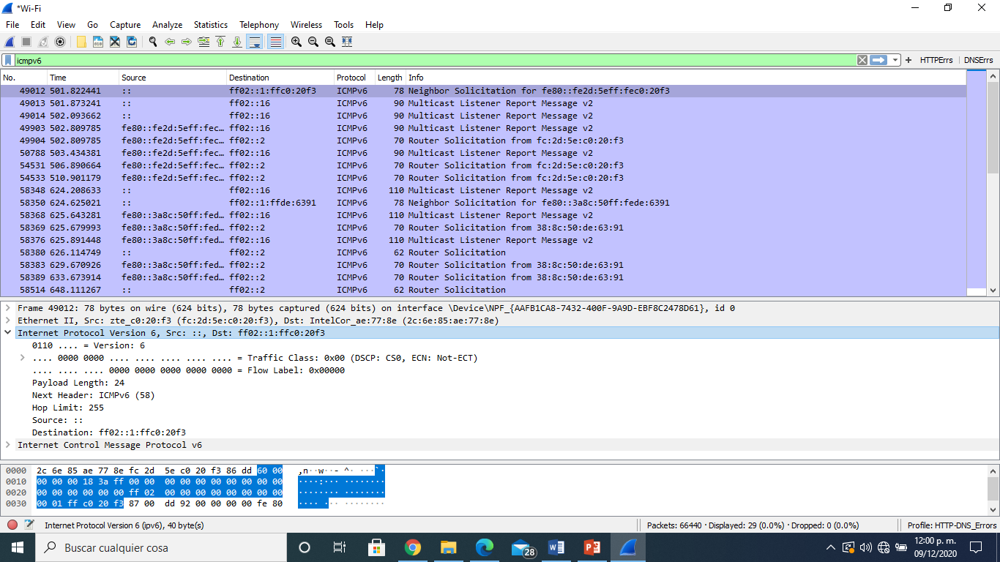 *Wi-Fi
File Edit View Go Capture Analyze Statistics Telephony Wireless Tools Help
icmpv6 HTTPErrs DNSErrs
No. Time Source Destination Protocol Length Info
49012 501.822441 :: ff02::1:ffc0:20f3 ICMPv6 78 Neighbor Solicitation for fe80::fe2d:5eff:fec0:20f3
49013 501.873241 :: ff02::16 ICMPv6 90 Multicast Listener Report Message v2
49014 502.093662 :: ff02::16 ICMPv6 90 Multicast Listener Report Message v2
49903 502.809785 fe80::fe2d:5eff:fec… ff02::16 ICMPv6 90 Multicast Listener Report Message v2
49904 502.809785 fe80::fe2d:5eff:fec… ff02::2 ICMPv6 70 Router Solicitation from fc:2d:5e:c0:20:f3
50788 503.434381 fe80::fe2d:5eff:fec… ff02::16 ICMPv6 90 Multicast Listener Report Message v2
54531 506.890664 fe80::fe2d:5eff:fec… ff02::2 ICMPv6 70 Router Solicitation from fc:2d:5e:c0:20:f3
54533 510.901179 fe80::fe2d:5eff:fec… ff02::2 ICMPv6 70 Router Solicitation from fc:2d:5e:c0:20:f3
58348 624.208633 :: ff02::16 ICMPv6 110 Multicast Listener Report Message v2
58350 624.625021 :: ff02::1:ffde:6391 ICMPv6 78 Neighbor Solicitation for fe80::3a8c:50ff:fede:6391
58368 625.643281 fe80::3a8c:50ff:fed… ff02::16 ICMPv6 110 Multicast Listener Report Message v2
58369 625.679993 fe80::3a8c:50ff:fed… ff02::2 ICMPv6 70 Router Solicitation from 38:8c:50:de:63:91
58376 625.891448 fe80::3a8c:50ff:fed… ff02::16 ICMPv6 110 Multicast Listener Report Message v2
58380 626.114749 :: ff02::2 ICMPv6 62 Router Solicitation
58383 629.670926 fe80::3a8c:50ff:fed… ff02::2 ICMPv6 70 Router Solicitation from 38:8c:50:de:63:91
58389 633.673914 fe80::3a8c:50ff:fed… ff02::2 ICMPv6 70 Router Solicitation from 38:8c:50:de:63:91
58514 648.111267 :: ff02::2 ICMPv6 62 Router Solicitation
Frame 49012: 78 bytes on wire (624 bits), 78 bytes captured (624 bits) on interface \Device\NPF_{AAFB1CA8-7432-400F-9A9D-EBF8C2478D61}, id 0
Ethernet II, Src: zte_c0:20:f3 (fc:2d:5e:c0:20:f3), Dst: IntelCor_ae:77:8e (2c:6e:85:ae:77:8e)
Internet Protocol Version 6, Src: ::, Dst: ff02::1:ffc0:20f3
0110 .... = Version: 6
.... 0000 0000 .... .... .... .... .... = Traffic Class: 0x00 (DSCP: CS0, ECN: Not-ECT)
.... .... .... 0000 0000 0000 0000 0000 = Flow Label: 0x00000
Payload Length: 24
Next Header: ICMPv6 (58)
Hop Limit: 255
Source: ::
Destination: ff02::1:ffc0:20f3
Internet Control Message Protocol v6
0000 2c 6e 85 ae 77 8e fc 2d 5e c0 20 f3 86 dd 60 00 ,n··w··- ^· ···`·
0010 00 00 00 18 3a ff 00 00 00 00 00 00 00 00 00 00 ····:··· ········
0020 00 00 00 00 00 00 ff 02 00 00 00 00 00 00 00 00 ········ ········
0030 00 01 ff c0 20 f3 87 00 dd 92 00 00 00 00 fe 80 ···· ··· ········
Internet Protocol Version 6 (ipv6), 40 byte(s) Packets: 66440 · Displayed: 29 (0.0%) · Dropped: 0 (0.0%) Profile: HTTP-DNS_Errors
Buscar cualquier cosa 28 12:00 p. m.
09/12/2020